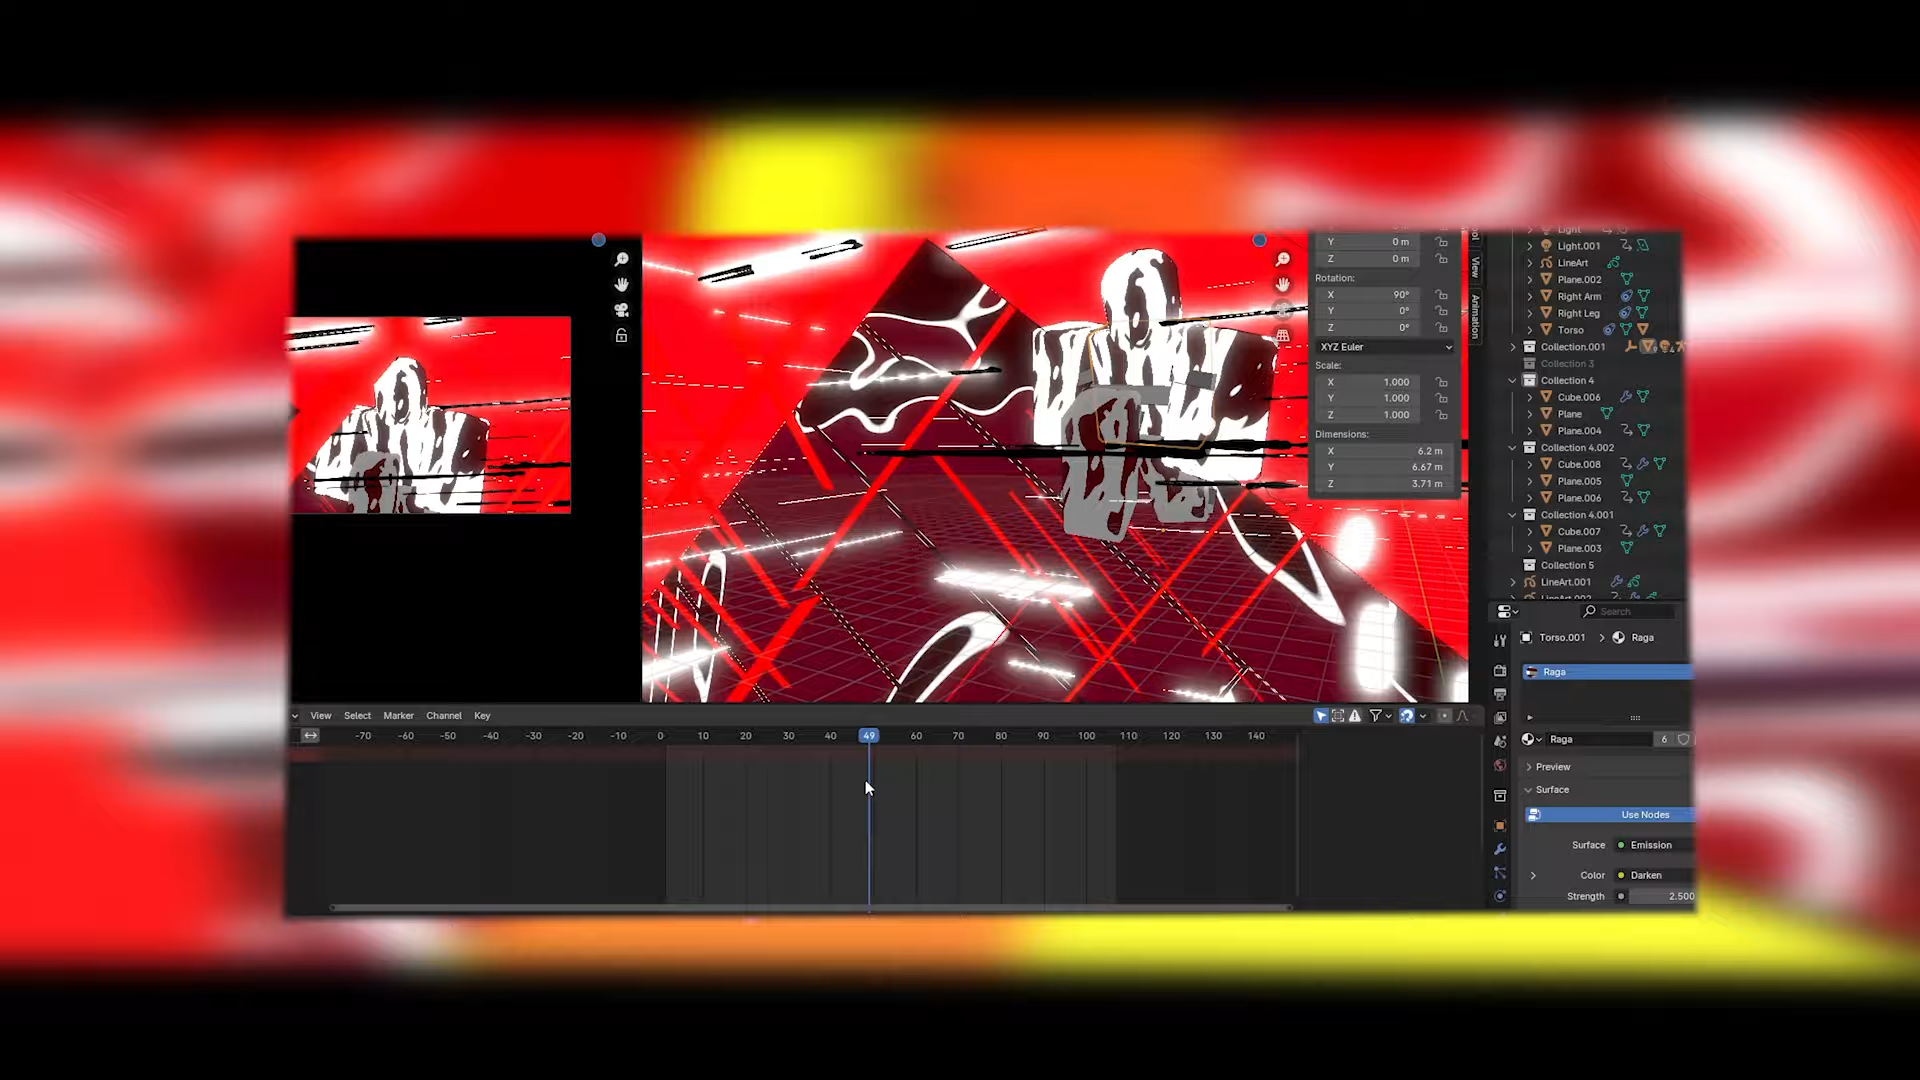 Y 0 m
Z 0 m
Rotation:
X 90°
Y 0°
Z 0°
XYZ Euler
Scale:
X 1.000
Y 1.000
Z 1.000
Dimensions:
X 6.2 m
Y 6.67 m
Z 3.71 m
View
Animation
Light
Light.001
LineArt
Plane.002
Right Arm
Right Leg
Torso
Collection.001
Collection 3
Collection 4
Cube.006
Plane
Plane.004
Collection 4.002
Cube.008
Plane.005
Plane.006
Collection 4.001
Cube.007
Plane.003
Collection 5
LineArt.001
LineArt.002
Search
Torso.001 > Raga
Raga
Raga 6
Preview
Surface
Use Nodes
Surface Emission
Color Darken
Strength 2.500
View Select Marker Channel Key
-70 -60 -50 -40 -30 -20 -10 0 10 20 30 40 49 60 70 80 90 100 110 120 130 140